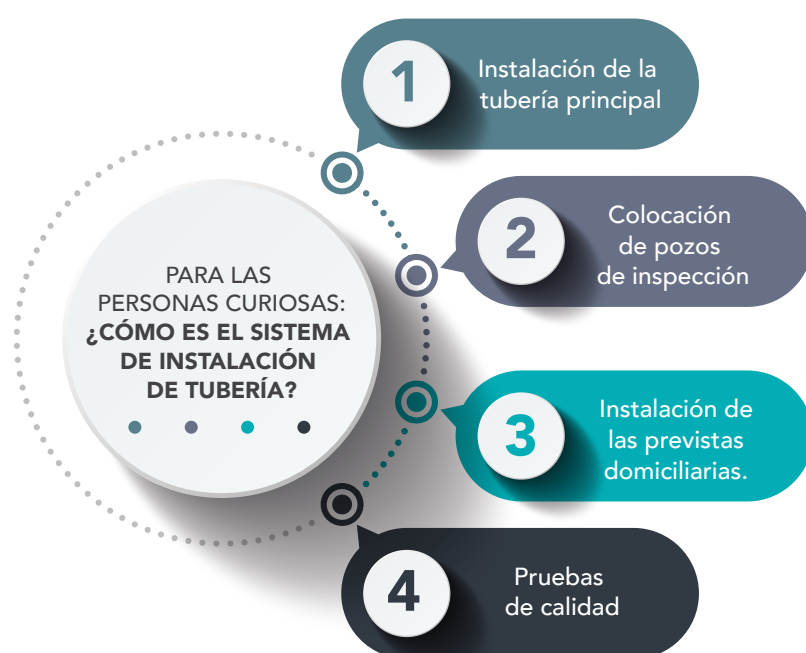 PARA LAS
PERSONAS CURIOSAS:
¿CÓMO ES EL SISTEMA
DE INSTALACIÓN
DE TUBERÍA?
1
Instalación de la
tubería principal
2
Colocación
de pozos
de inspección
3
Instalación de
las previstas
domiciliarias.
4
Pruebas
de calidad